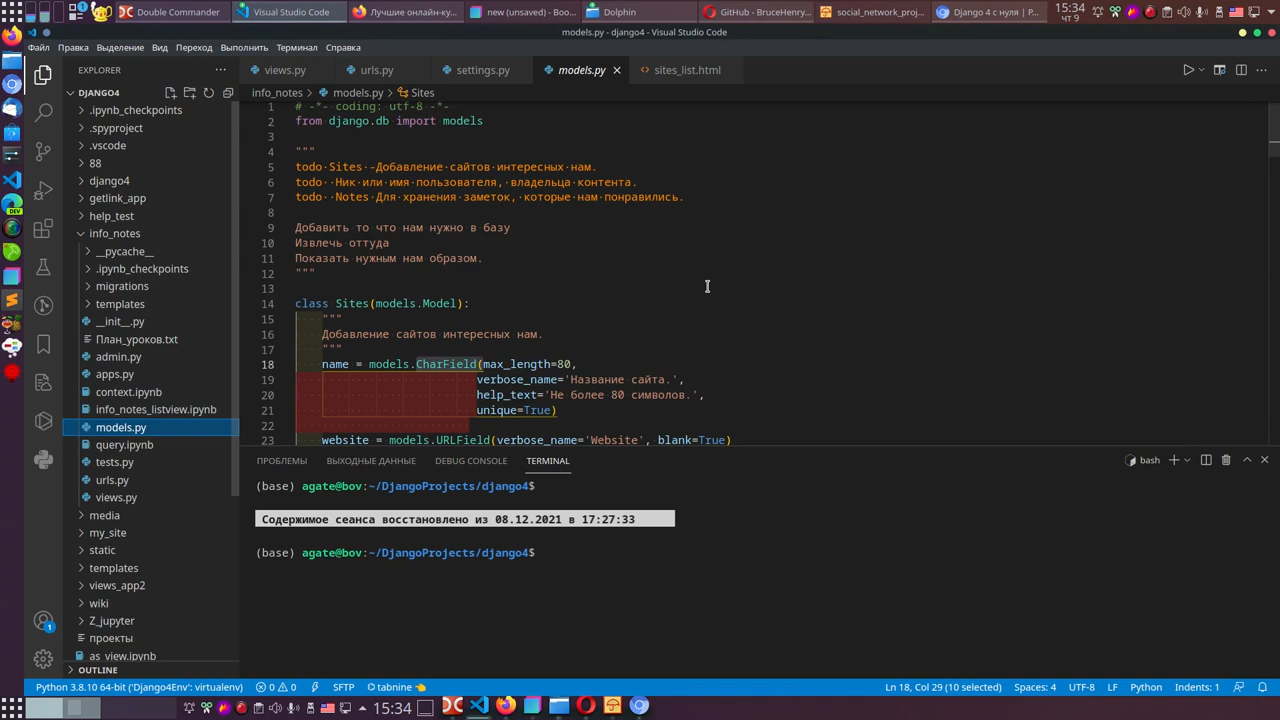 Double Commander
Visual Studio Code
Лучшие онлайн-ку...
new (unsaved) - Boo...
Dolphin
GitHub - BruceHenry...
social_network_proj...
Django 4 с нуля | P...
15:34
ЧТ 9
models.py - django4 - Visual Studio Code
Файл Правка Выделение Вид Переход Выполнить Терминал Справка
EXPLORER
views.py urls.py settings.py models.py sites_list.html
DJANGO4
info_notes > models.py > Sites
.ipynb_checkpoints
.spyproject
.vscode
88
django4
getlink_app
help_test
info_notes
__pycache__
.ipynb_checkpoints
migrations
templates
__init__.py
План_уроков.txt
admin.py
apps.py
context.ipynb
info_notes_listview.ipynb
models.py
query.ipynb
tests.py
urls.py
views.py
media
my_site
static
templates
views_app2
wiki
Z_jupyter
проекты
as_view.ipynb
OUTLINE
DEV
1
1 # -*- coding: utf-8 -*-
2 from django.db import models
3
4 """
5 todo·Sites·-Добавление·сайтов·интересных·нам.
6 todo··Ник·или·имя·пользователя,·владельца·контента.
7 todo··Notes·Для·хранения·заметок,·которые·нам·понравились.
8
9 Добавить то что нам нужно в базу
10 Извлечь оттуда
11 Показать нужным нам образом.
12 """
13
14 class Sites(models.Model):
15 """
16 Добавление сайтов интересных нам.
17 """
18 name = models.CharField(max_length=80,
19 verbose_name='Название сайта.',
20 help_text='Не более 80 символов.',
21 unique=True)
22
23 website = models.URLField(verbose_name='Website', blank=True)
ПРОБЛЕМЫ ВЫХОДНЫЕ ДАННЫЕ DEBUG CONSOLE TERMINAL
bash
(base) agate@bov:~/DjangoProjects/django4$
Содержимое сеанса восстановлено из 08.12.2021 в 17:27:33
(base) agate@bov:~/DjangoProjects/django4$
Python 3.8.10 64-bit ('Django4Env': virtualenv) 0 0 SFTP tabnine
Ln 18, Col 29 (10 selected) Spaces: 4 UTF-8 LF Python Indents: 1
15:34